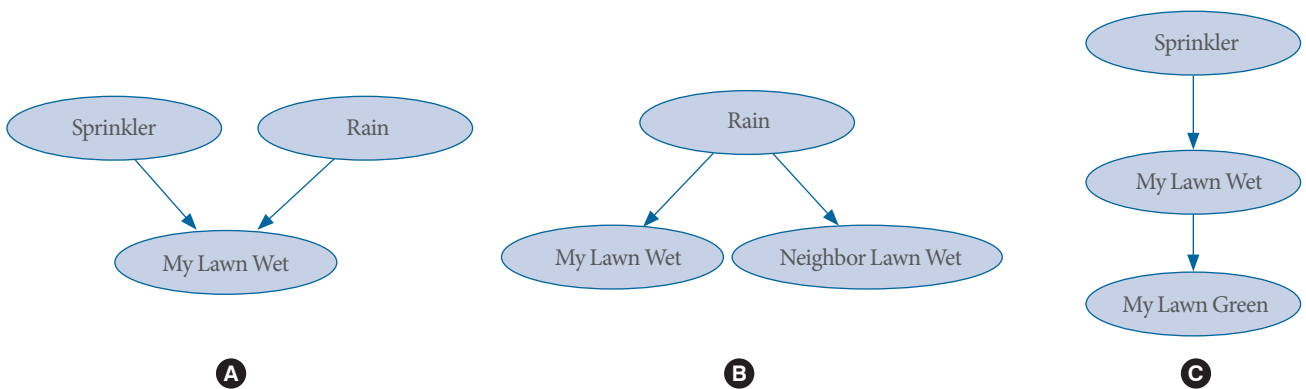 Sprinkler
Rain
My Lawn Wet
A
Rain
My Lawn Wet
Neighbor Lawn Wet
B
Sprinkler
My Lawn Wet
My Lawn Green
C